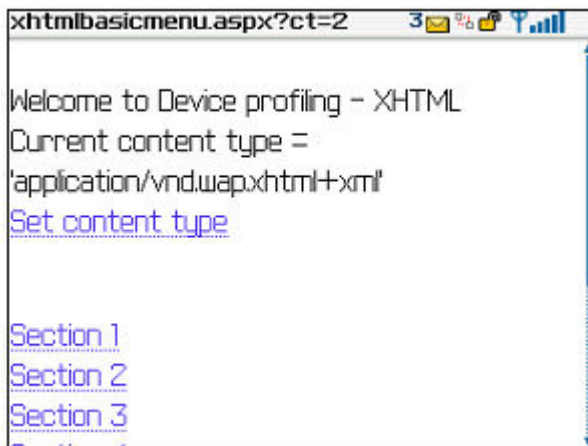 xhtmlbasicmenu.aspx?ct=2 3
Welcome to Device profiling - XHTML
Current content type =
'application/vnd.wap.xhtml+xml'
Set content type
Section 1
Section 2
Section 3